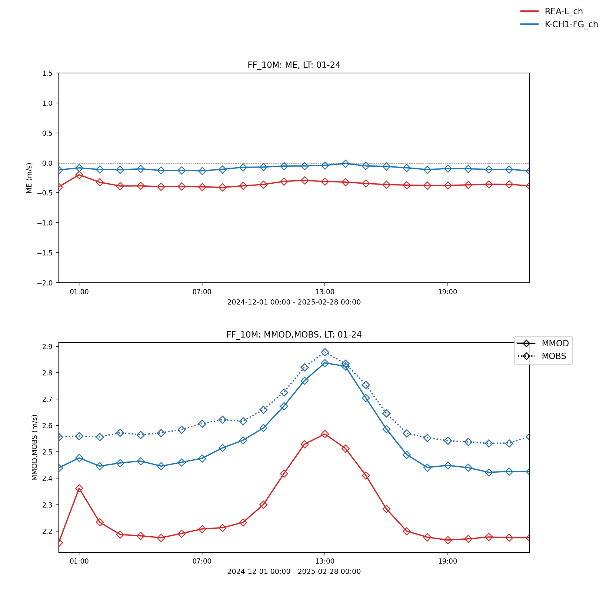 REA-L_ch
K-CH1-FG_ch
FF_10M: ME, LT: 01-24
1.5
1.0
0.5
0.0
−0.5
−1.0
−1.5
−2.0
ME (m/s)
01:00 07:00 13:00 19:00
2024-12-01 00:00 - 2025-02-28 00:00
FF_10M: MMOD,MOBS, LT: 01-24
MMOD
MOBS
2.9
2.8
2.7
2.6
2.5
2.4
2.3
2.2
MMOD,MOBS (m/s)
01:00 07:00 13:00 19:00
2024-12-01 00:00 - 2025-02-28 00:00